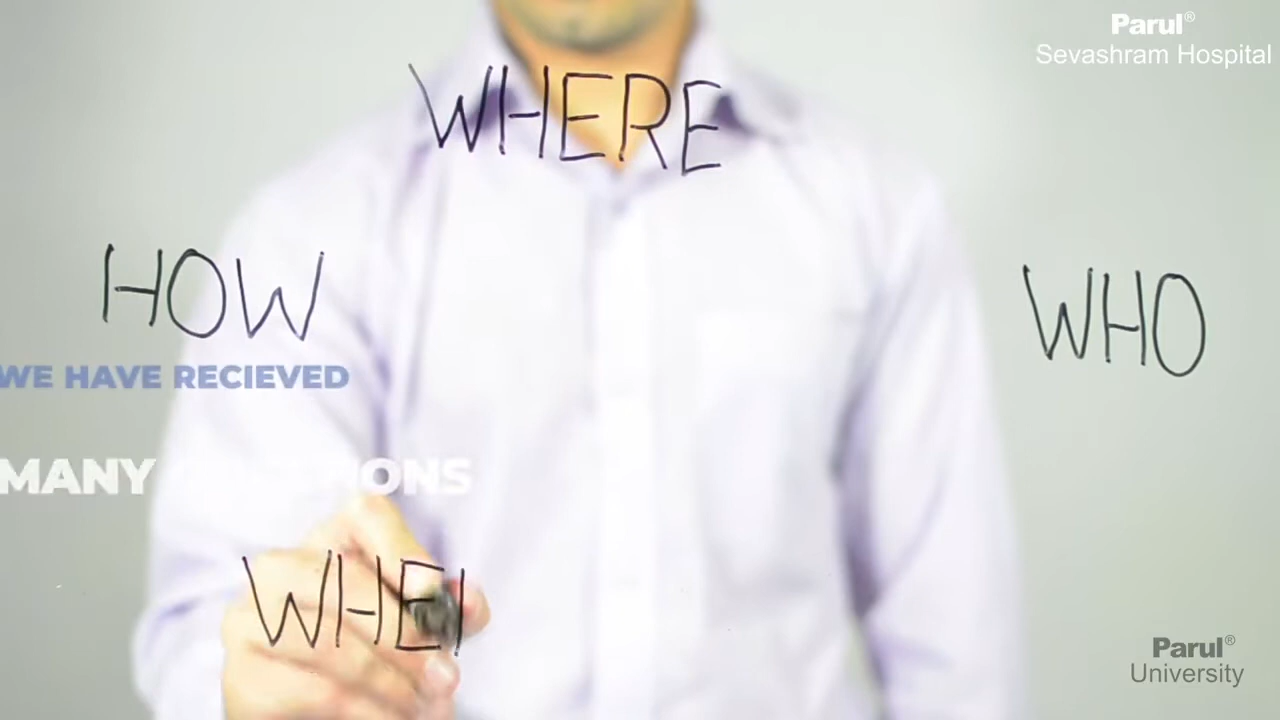 Parul®
Sevashram Hospital
WHERE
HOW
WHO
WE HAVE RECIEVED
MANY
WHE
Parul®
University